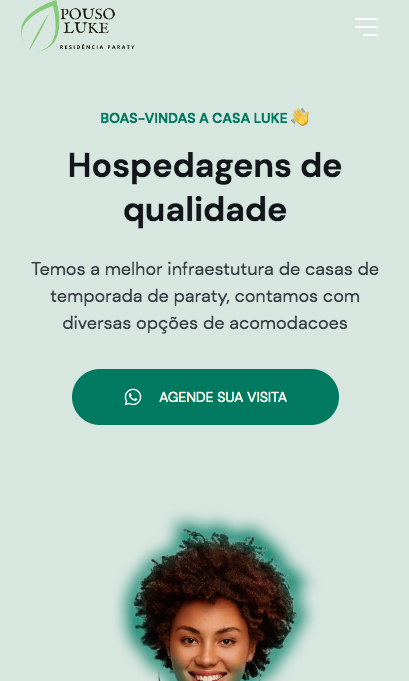 POUSO
LUKE
RESIDÊNCIA PARATY
BOAS-VINDAS A CASA LUKE 👋
Hospedagens de
qualidade
Temos a melhor infraestutura de casas de
temporada de paraty, contamos com
diversas opções de acomodacoes
AGENDE SUA VISITA